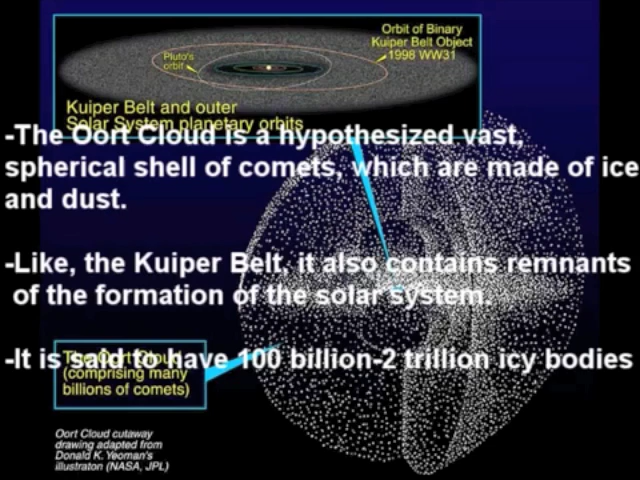 Orbit of Binary
Kuiper Belt Object
1998 WW31
Pluto's
orbit
Kuiper Belt and outer
Solar System planetary orbits
-The Oort Cloud is a hypothesized vast,
spherical shell of comets, which are made of ice
and dust.
-Like, the Kuiper Belt, it also contains remnants
of the formation of the solar system.
-It is said to have 100 billion-2 trillion icy bodies
The Oort Cloud
(comprising many
billions of comets)
Oort Cloud cutaway
drawing adapted from
Donald K. Yeoman's
illustraton (NASA, JPL)